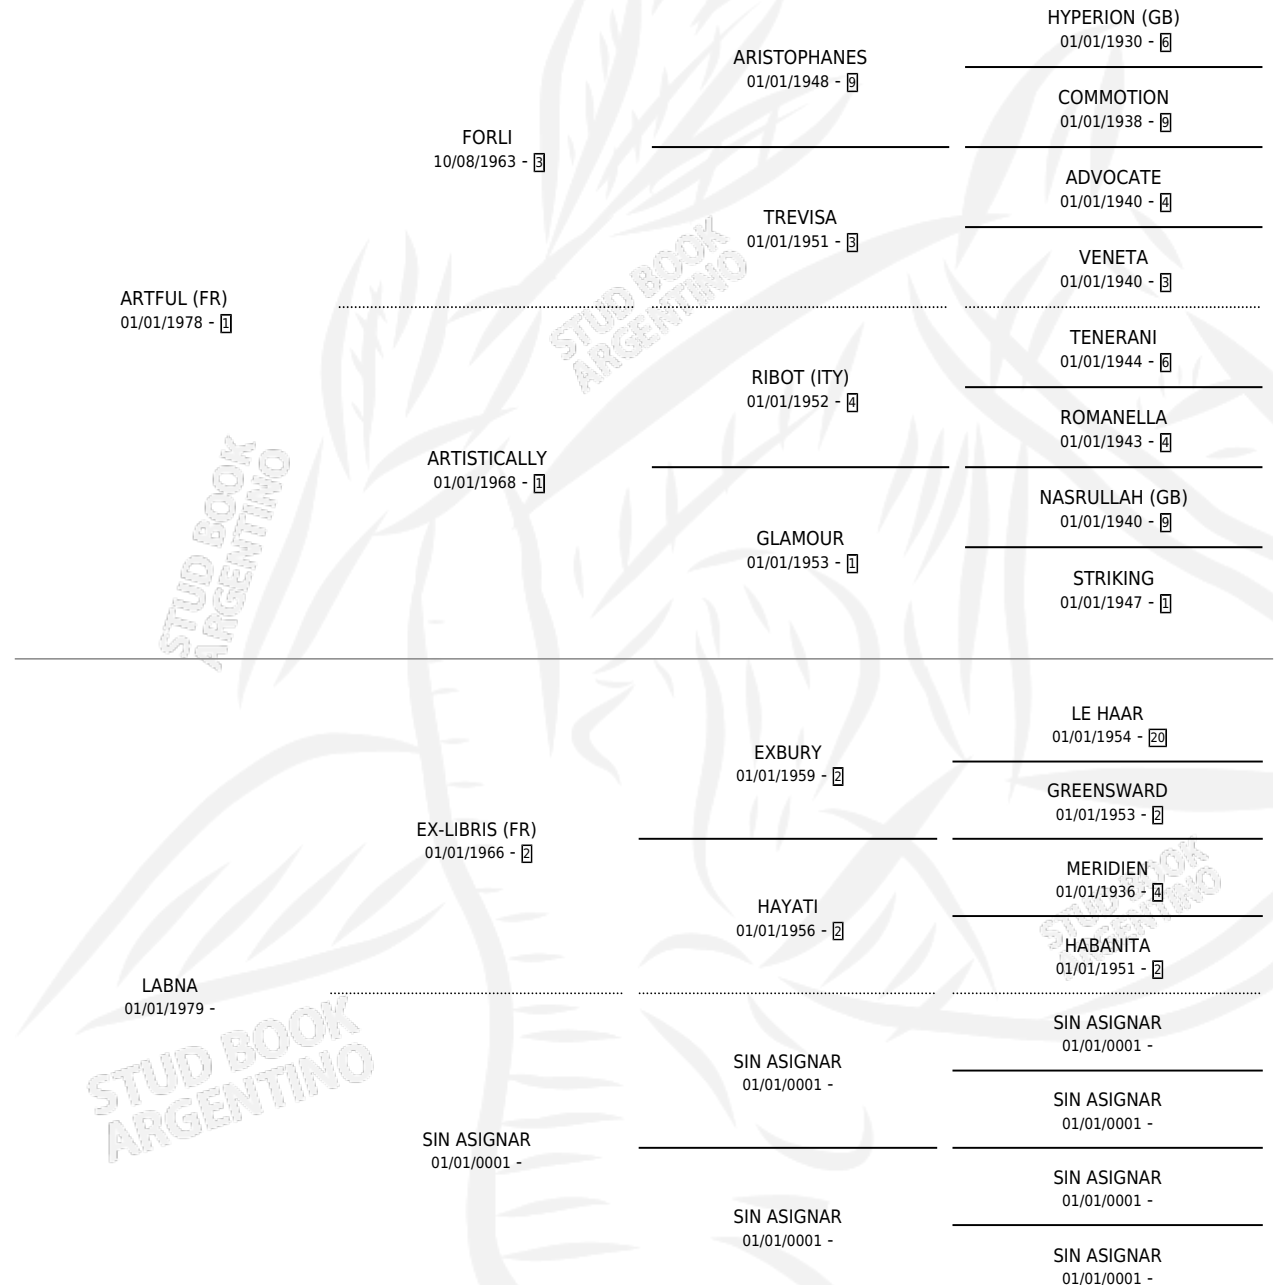 HYPERION (GB)
01/01/1930 - 6
ARISTOPHANES
01/01/1948 - 9
COMMOTION
01/01/1938 - 9
FORLI
10/08/1963 - 3
ADVOCATE
01/01/1940 - 4
TREVISA
01/01/1951 - 3
VENETA
01/01/1940 - 3
ARTFUL (FR)
01/01/1978 - 1
TENERANI
01/01/1944 - 6
RIBOT (ITY)
01/01/1952 - 4
ROMANELLA
01/01/1943 - 4
ARTISTICALLY
01/01/1968 - 1
NASRULLAH (GB)
01/01/1940 - 9
GLAMOUR
01/01/1953 - 1
STRIKING
01/01/1947 - 1
LE HAAR
01/01/1954 - 20
EXBURY
01/01/1959 - 2
GREENSWARD
01/01/1953 - 2
EX-LIBRIS (FR)
01/01/1966 - 2
MERIDIEN
01/01/1936 - 4
HAYATI
01/01/1956 - 2
HABANITA
01/01/1951 - 2
LABNA
01/01/1979 -
SIN ASIGNAR
01/01/0001 -
SIN ASIGNAR
01/01/0001 -
SIN ASIGNAR
01/01/0001 -
SIN ASIGNAR
01/01/0001 -
SIN ASIGNAR
01/01/0001 -
SIN ASIGNAR
01/01/0001 -
SIN ASIGNAR
01/01/0001 -
STUD BOOK
ARGENTINO
STUD BOOK
ARGENTINO
STUD BOOK
ARGENTINO
STUD BOOK
ARGENTINO